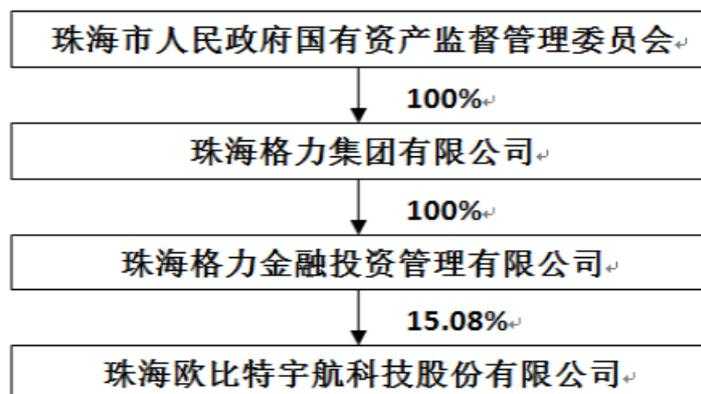 珠海市人民政府国有资产监督管理委员会
100%
珠海格力集团有限公司
100%
珠海格力金融投资管理有限公司
15.08%
珠海欧比特宇航科技股份有限公司